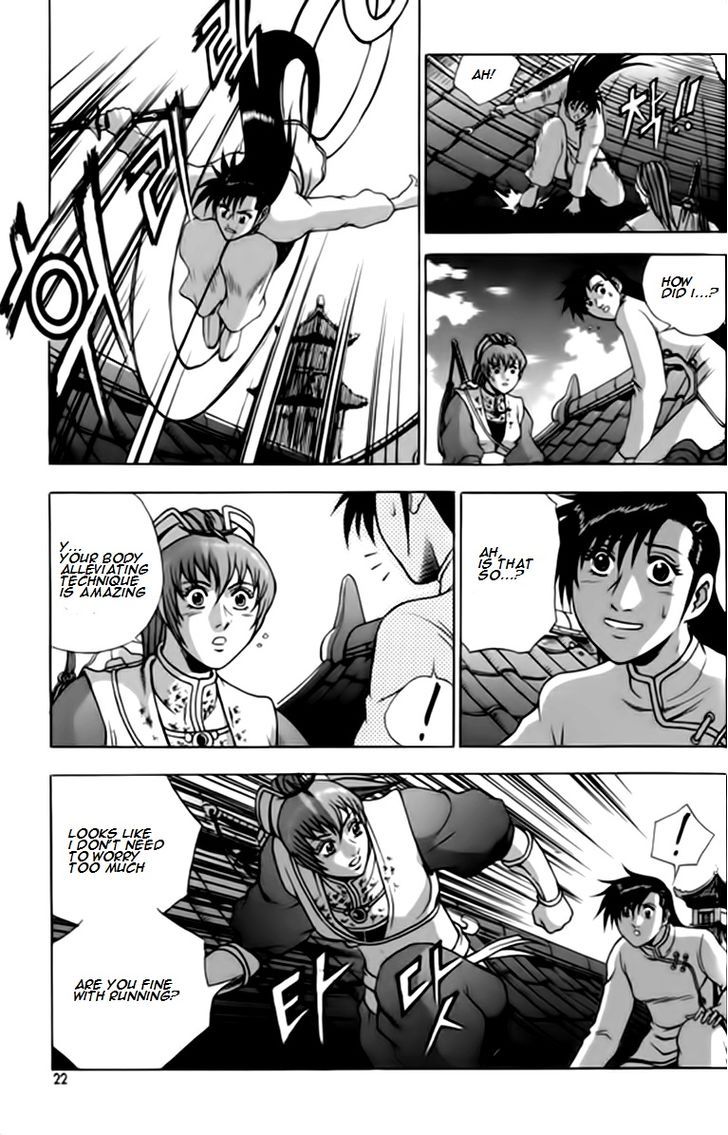 AH!
HOW
DID I...?
Y...
YOUR BODY
ALLEVIATING
TECHNIQUE
IS AMAZING
AH,
IS THAT
SO...?
!
LOOKS LIKE
I DON'T NEED
TO WORRY
TOO MUCH
!
ARE YOU FINE
WITH RUNNING?
타닷
22